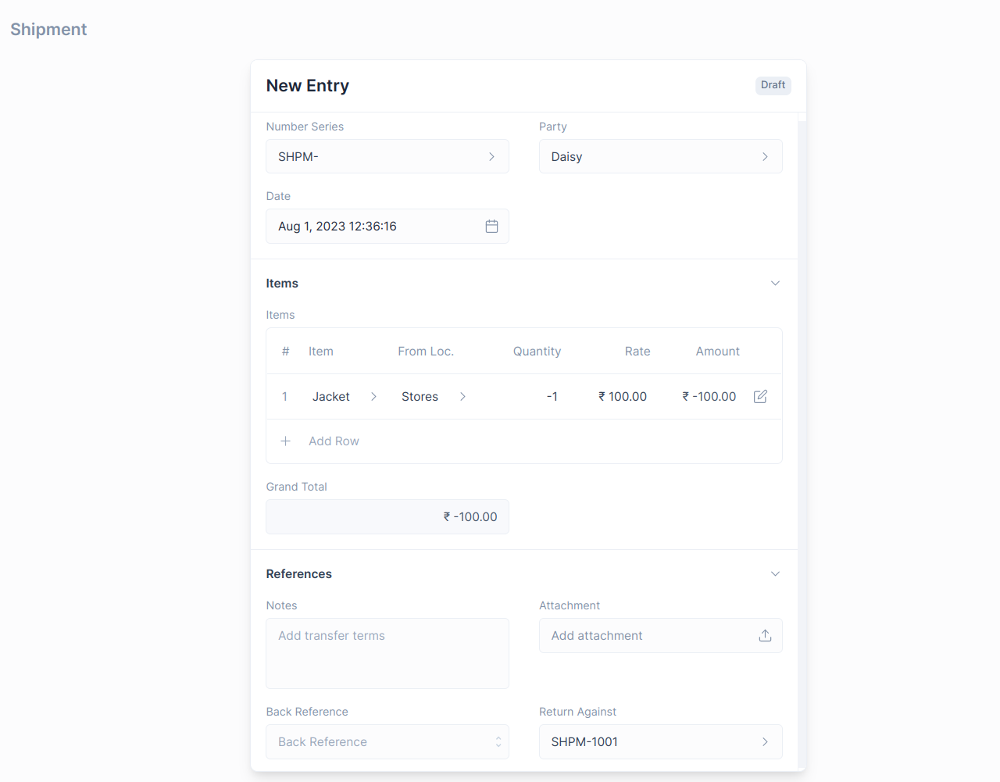 Shipment
New Entry
Draft
Number Series
Party
SHPM-
Daisy
Date
Aug 1, 2023 12:36:16
Items
Items
# Item From Loc. Quantity Rate Amount
1 Jacket Stores -1 ₹ 100.00 ₹ -100.00
Add Row
Grand Total
₹ -100.00
References
Notes
Attachment
Add transfer terms
Add attachment
Back Reference
Return Against
Back Reference
SHPM-1001